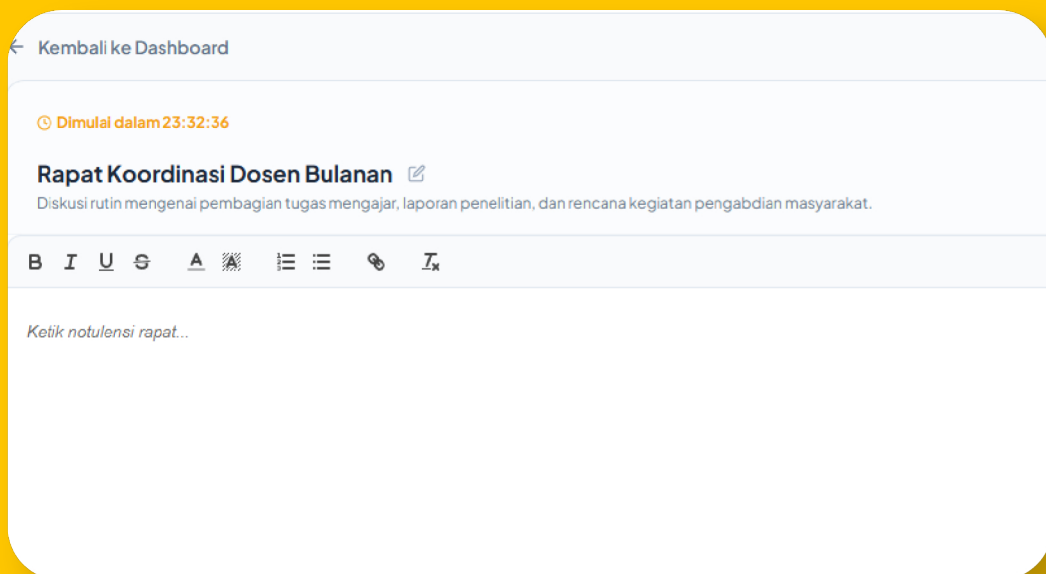 Kembali ke Dashboard
Dimulai dalam 23:32:36
Rapat Koordinasi Dosen Bulanan
Diskusi rutin mengenai pembagian tugas mengajar, laporan penelitian, dan rencana kegiatan pengabdian masyarakat.
Ketik notulensi rapat...